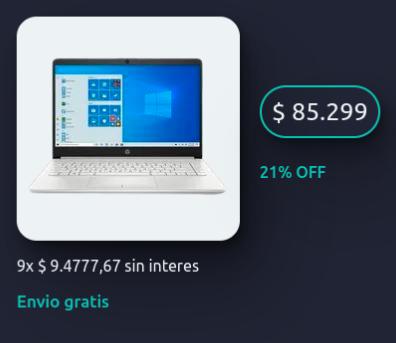 $ 85.299
21% OFF
9x $ 9.4777,67 sin interes
Envio gratis